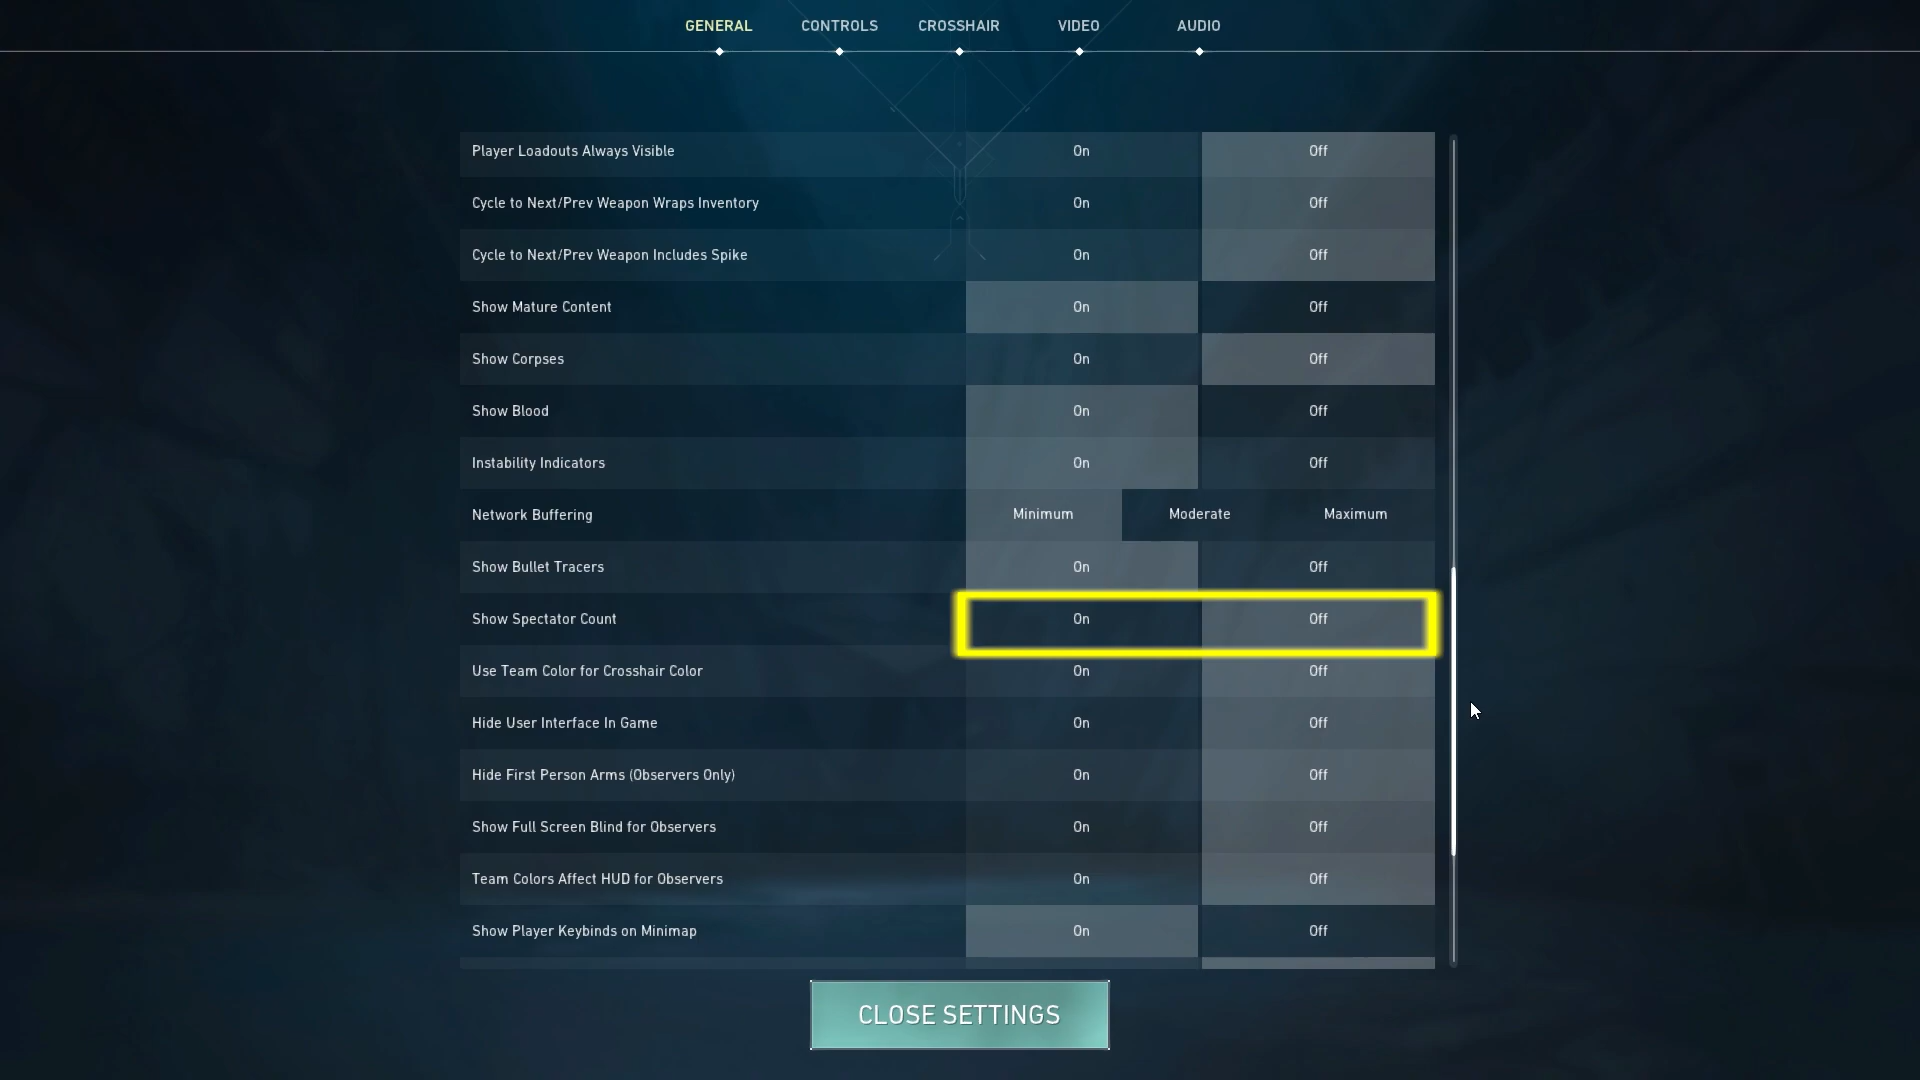 GENERAL CONTROLS CROSSHAIR VIDEO AUDIO
Player Loadouts Always Visible On Off
Cycle to Next/Prev Weapon Wraps Inventory On Off
Cycle to Next/Prev Weapon Includes Spike On Off
Show Mature Content On Off
Show Corpses On Off
Show Blood On Off
Instability Indicators On Off
Network Buffering Minimum Moderate Maximum
Show Bullet Tracers On Off
Show Spectator Count On Off
Use Team Color for Crosshair Color On Off
Hide User Interface In Game On Off
Hide First Person Arms (Observers Only) On Off
Show Full Screen Blind for Observers On Off
Team Colors Affect HUD for Observers On Off
Show Player Keybinds on Minimap On Off
CLOSE SETTINGS